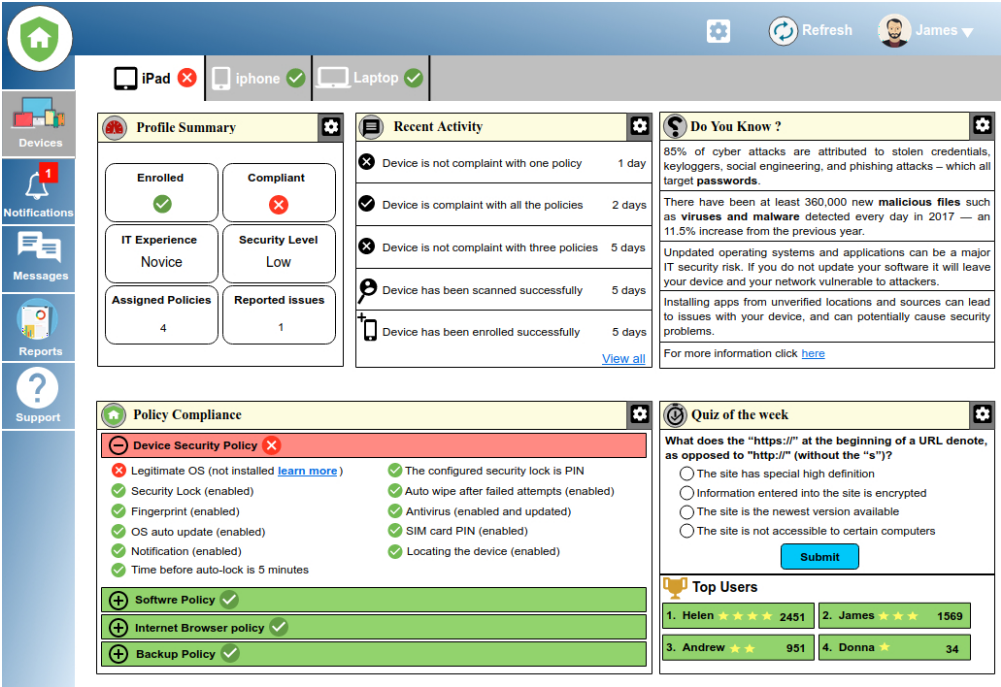 Refresh
James
iPad
iphone
Laptop
Devices
1
Notifications
Messages
Reports
Support
Profile Summary
Enrolled
Compliant
IT Experience
Novice
Security Level
Low
Assigned Policies
4
Reported issues
1
Recent Activity
Device is not complaint with one policy 1 day
Device is complaint with all the policies 2 days
Device is not complaint with three policies 5 days
Device has been scanned successfully 5 days
Device has been enrolled successfully 5 days
View all
Do You Know ?
85% of cyber attacks are attributed to stolen credentials,
keyloggers, social engineering, and phishing attacks – which all
target passwords.
There have been at least 360,000 new malicious files such
as viruses and malware detected every day in 2017 — an
11.5% increase from the previous year.
Unpdated operating systems and applications can be a major
IT security risk. If you do not update your software it will leave
your device and your network vulnerable to attackers.
Installing apps from unverified locations and sources can lead
to issues with your device, and can potentially cause security
problems.
For more information click here
Policy Compliance
Device Security Policy
Legitimate OS (not installed learn more )
Security Lock (enabled)
Fingerprint (enabled)
OS auto update (enabled)
Notification (enabled)
Time before auto-lock is 5 minutes
The configured security lock is PIN
Auto wipe after failed attempts (enabled)
Antivirus (enabled and updated)
SIM card PIN (enabled)
Locating the device (enabled)
Softwre Policy
Internet Browser policy
Backup Policy
Quiz of the week
What does the “https://” at the beginning of a URL denote,
as opposed to "http://" (without the “s”)?
The site has special high definition
Information entered into the site is encrypted
The site is the newest version available
The site is not accessible to certain computers
Submit
Top Users
1. Helen 2451
2. James 1569
3. Andrew 951
4. Donna 34